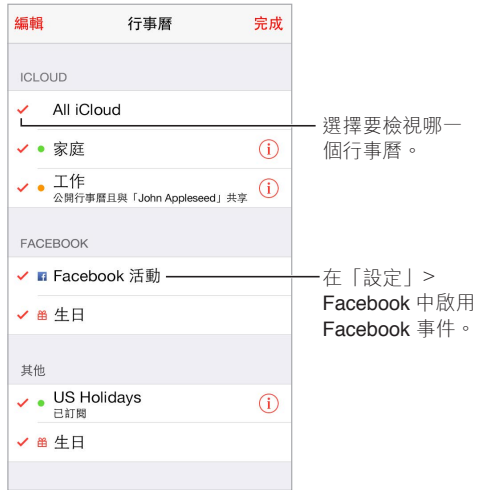 編輯 行事曆 完成
ICLOUD
All iCloud
選擇要檢視哪一
個行事曆。
家庭
工作
公開行事曆且與「John Appleseed」共享
FACEBOOK
Facebook 活動
在「設定」>
Facebook 中啟用
Facebook 事件。
生日
其他
US Holidays
已訂閱
生日